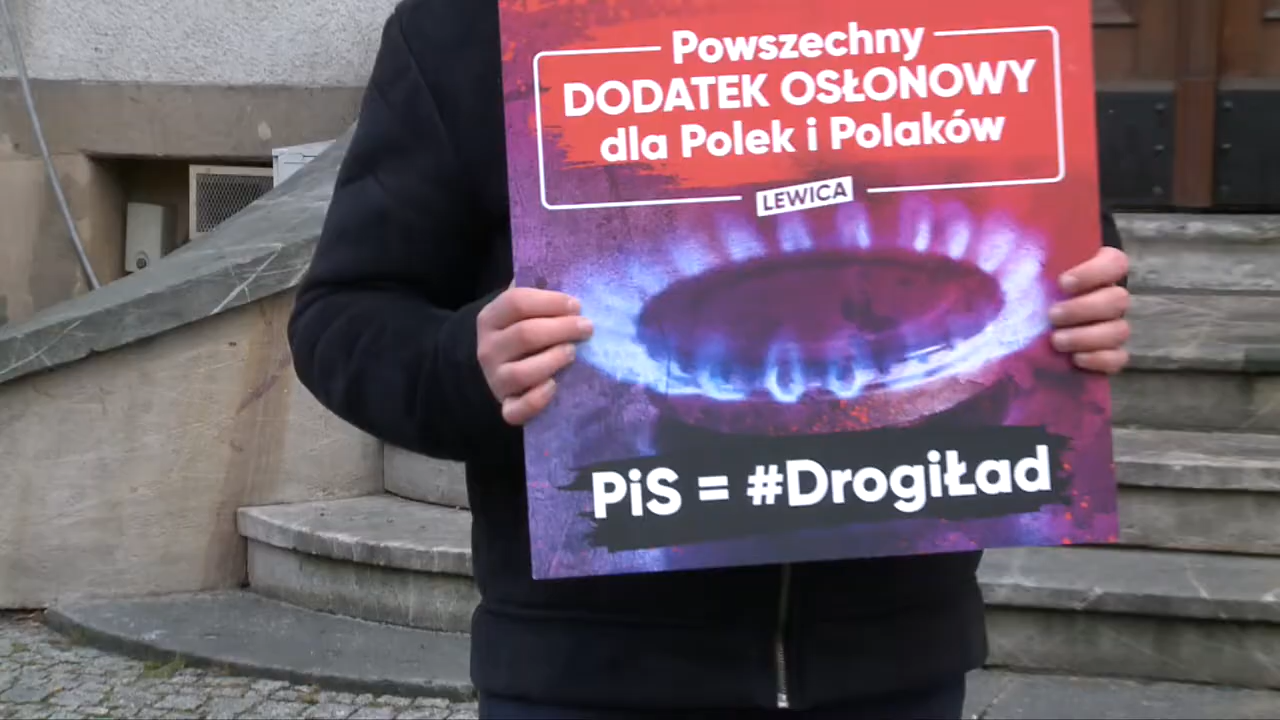 Powszechny
DODATEK OSŁONOWY
dla Polek i Polaków
LEWICA
PiS = #DrogiŁad